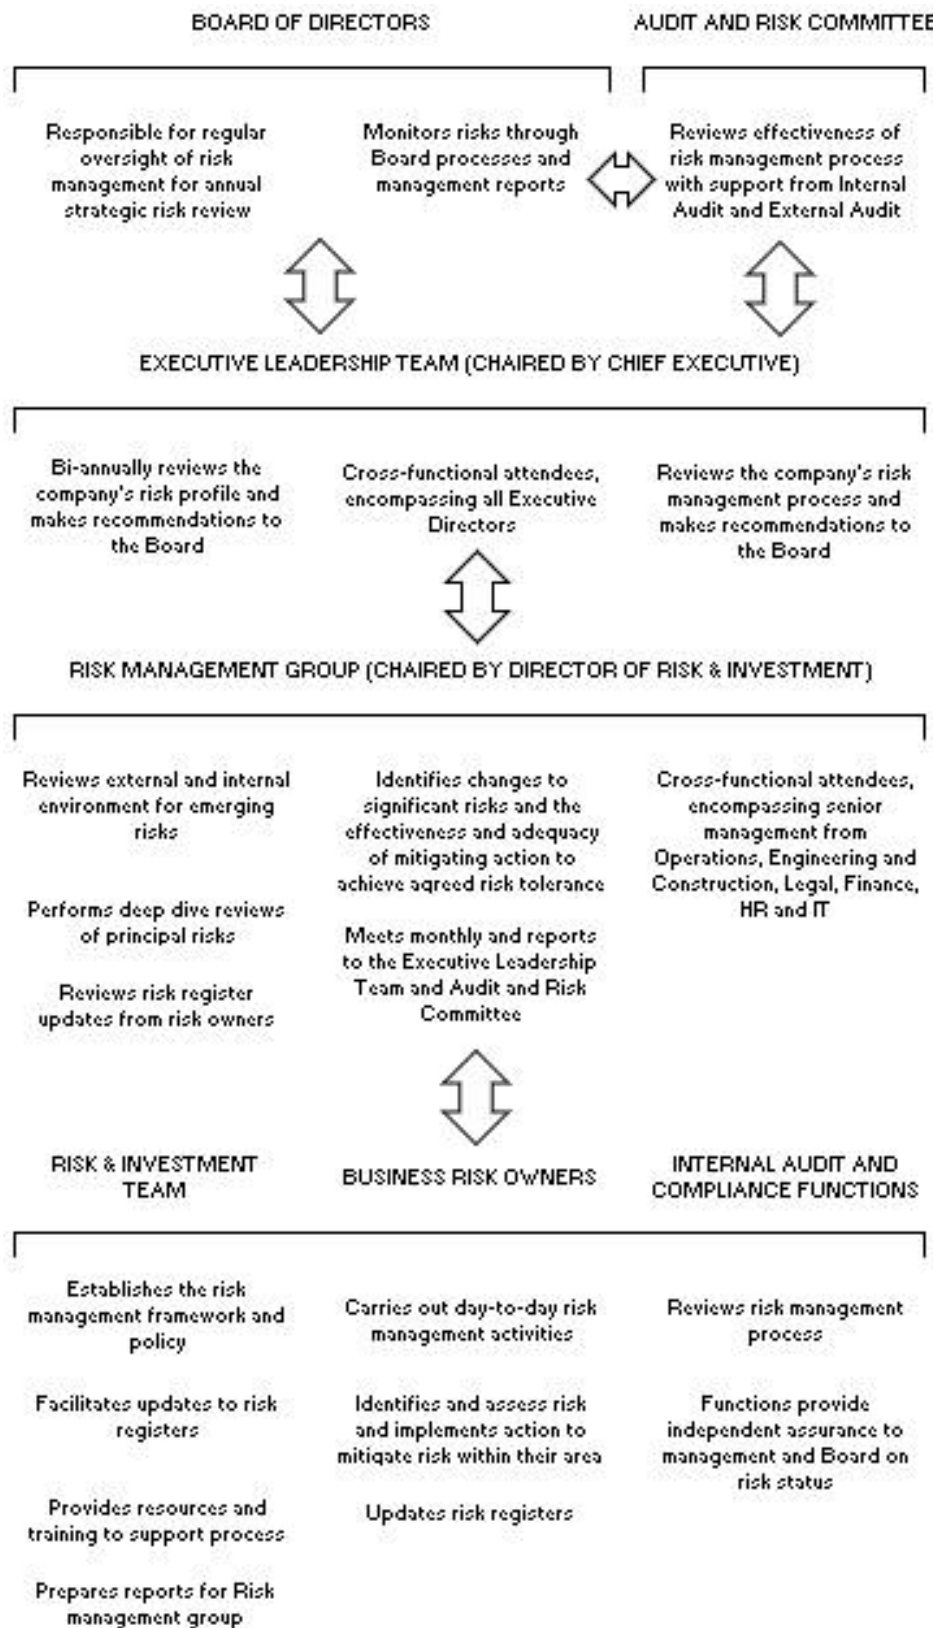 BOARD OF DIRECTORS
AUDIT AND RISK COMMITTEE
Responsible for regular
oversight of risk
management for annual
strategic risk review
Monitors risks through
Board processes and
management reports
Reviews effectiveness of
risk management process
with support from Internal
Audit and External Audit
EXECUTIVE LEADERSHIP TEAM (CHAIRED BY CHIEF EXECUTIVE)
Bi-annually reviews the
company's risk profile and
makes recommendations to
the Board
Cross-functional attendees,
encompassing all Executive
Directors
Reviews the company's risk
management process and
makes recommendations to
the Board
RISK MANAGEMENT GROUP (CHAIRED BY DIRECTOR OF RISK & INVESTMENT)
Reviews external and internal
environment for emerging
risks
Performs deep dive reviews
of principal risks
Reviews risk register
updates from risk owners
Identifies changes to
significant risks and the
effectiveness and adequacy
of mitigating action to
achieve agreed risk tolerance
Meets monthly and reports
to the Executive Leadership
Team and Audit and Risk
Committee
Cross-functional attendees,
encompassing senior
management from
Operations, Engineering and
Construction, Legal, Finance,
HR and IT
RISK & INVESTMENT
TEAM
BUSINESS RISK OWNERS
INTERNAL AUDIT AND
COMPLIANCE FUNCTIONS
Establishes the risk
management framework and
policy
Facilitates updates to risk
registers
Provides resources and
training to support process
Prepares reports for Risk
management group
Carries out day-to-day risk
management activities
Identifies and assess risk
and implements action to
mitigate risk within their area
Updates risk registers
Reviews risk management
process
Functions provide
independent assurance to
management and Board on
risk status